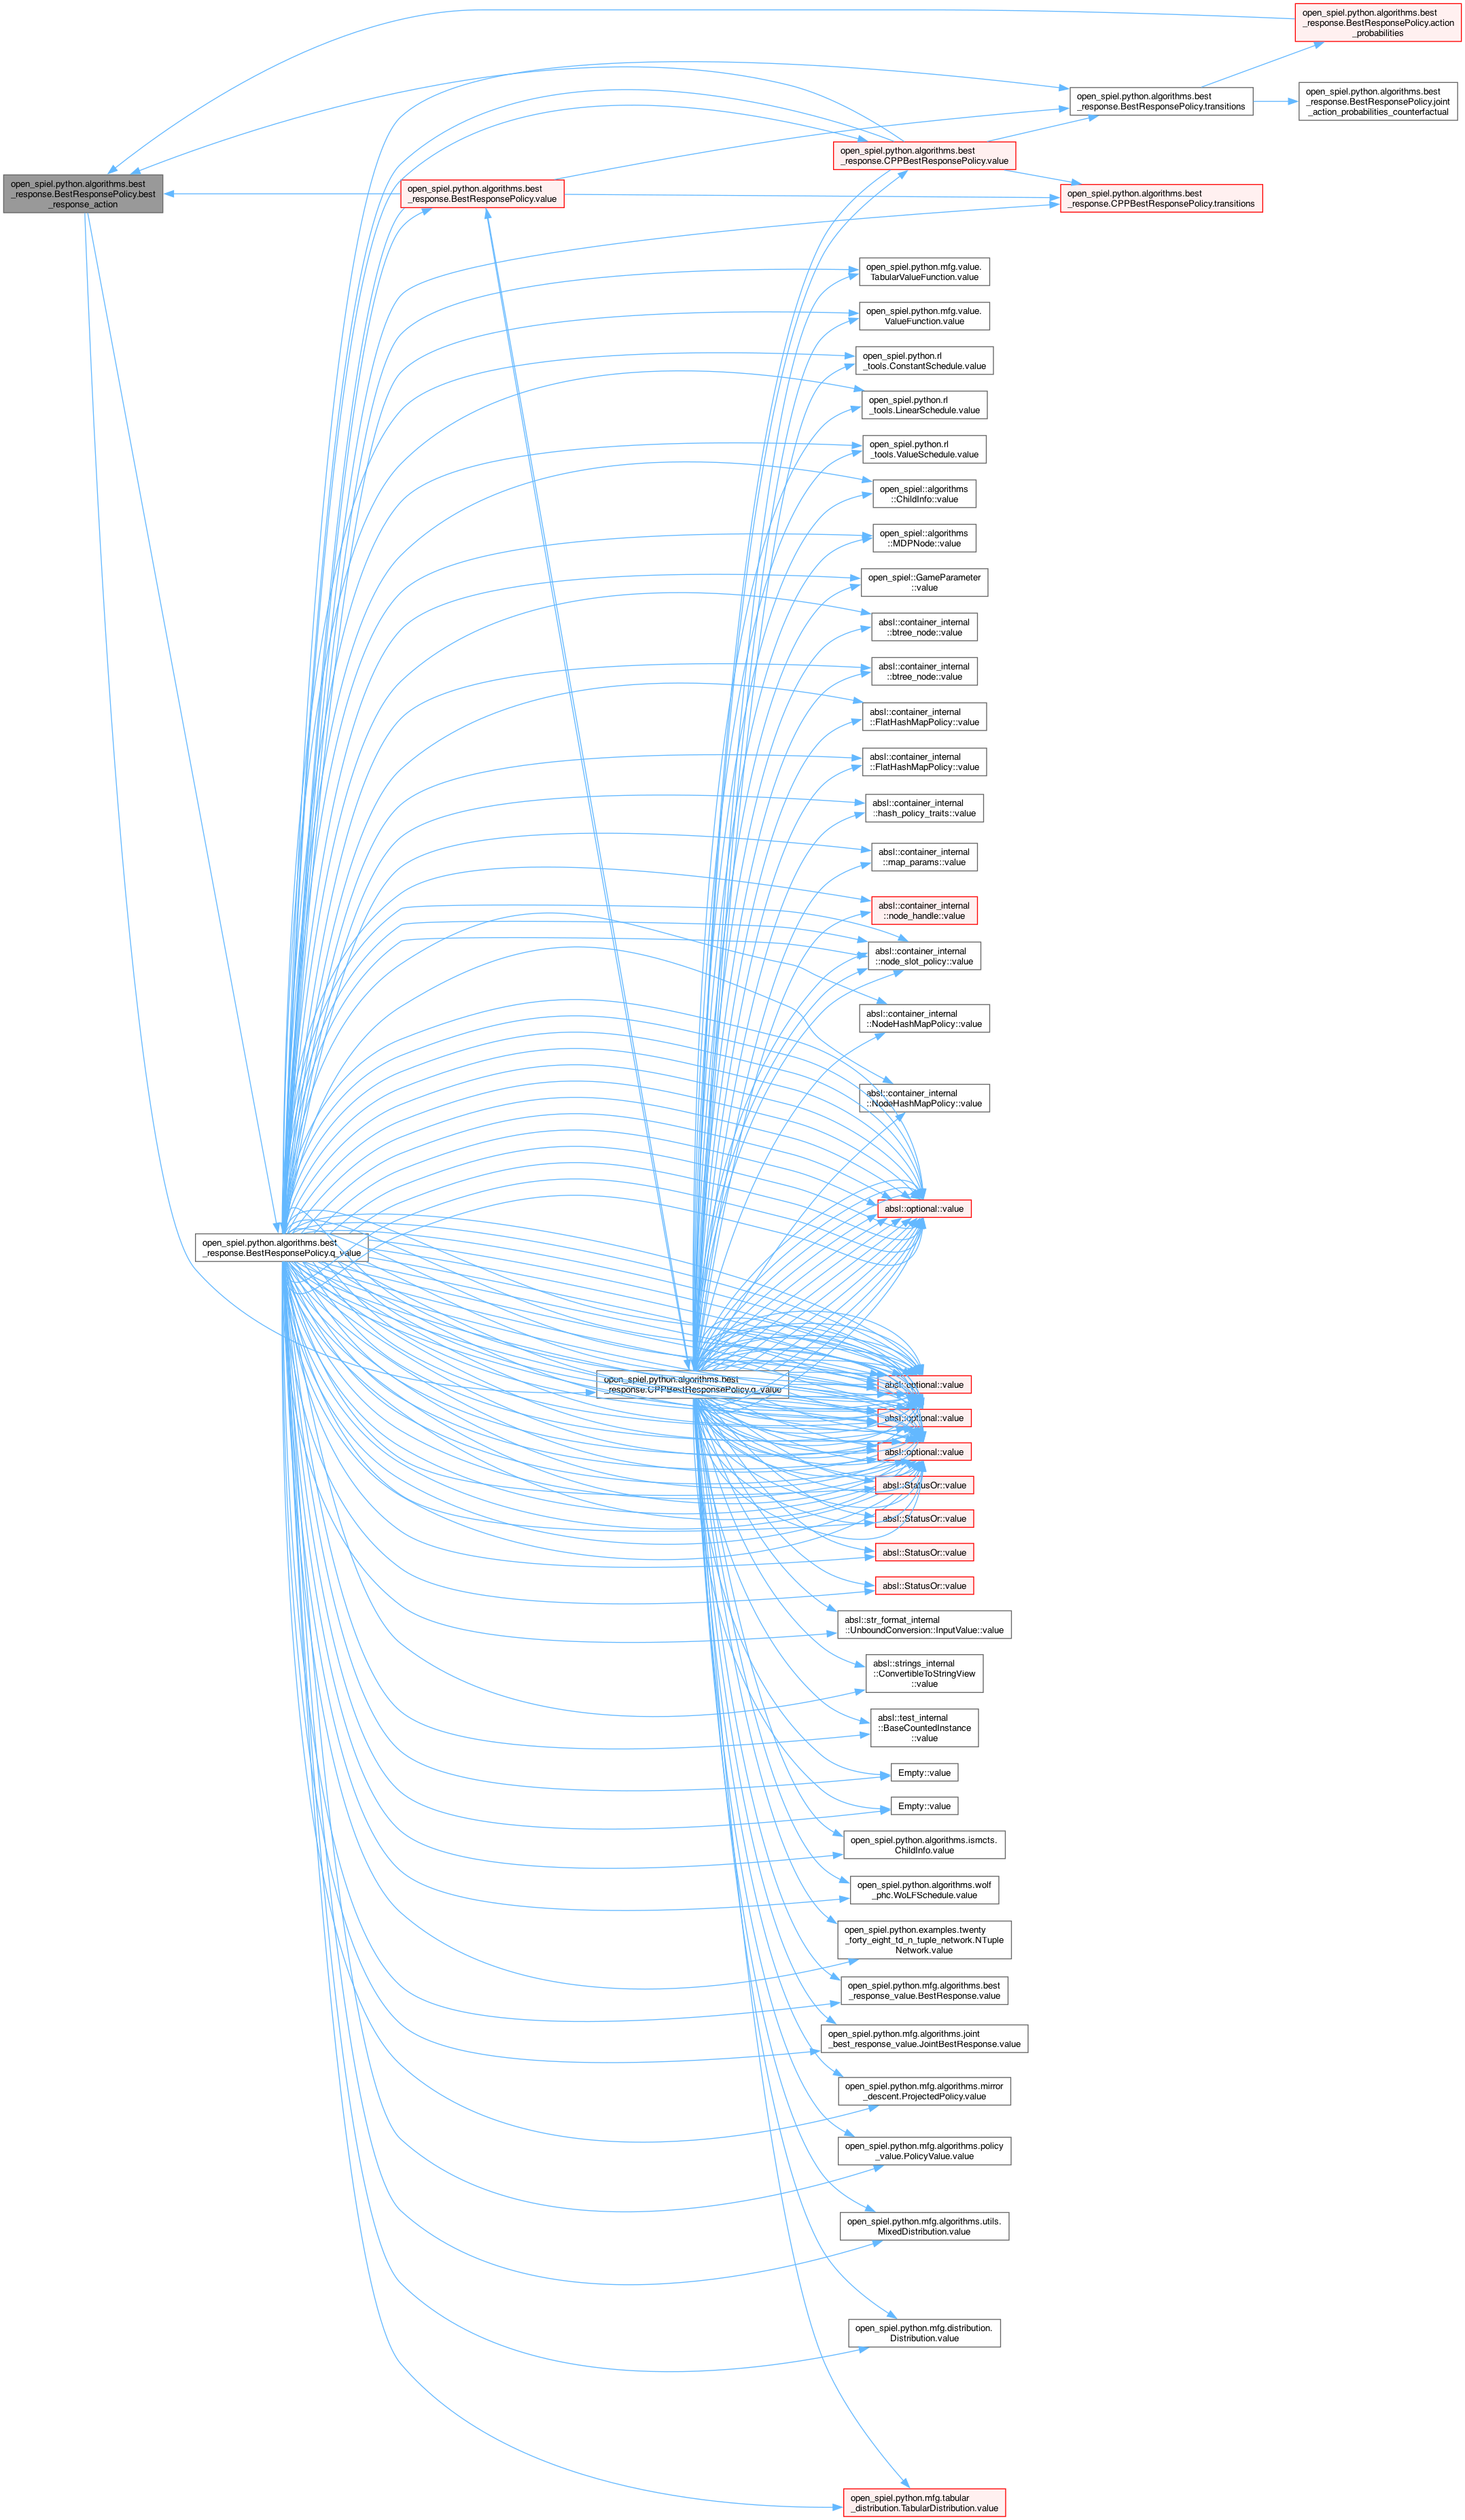 open_spiel.python.algorithms.best
_response.BestResponsePolicy.action
_probabilities
open_spiel.python.algorithms.best
_response.BestResponsePolicy.transitions
open_spiel.python.algorithms.best
_response.BestResponsePolicy.joint
_action_probabilities_counterfactual
open_spiel.python.algorithms.best
_response.CPPBestResponsePolicy.value
open_spiel.python.algorithms.best
_response.BestResponsePolicy.best
_response_action
open_spiel.python.algorithms.best
_response.BestResponsePolicy.value
open_spiel.python.algorithms.best
_response.CPPBestResponsePolicy.transitions
open_spiel.python.mfg.value.
TabularValueFunction.value
open_spiel.python.mfg.value.
ValueFunction.value
open_spiel.python.rl
_tools.ConstantSchedule.value
open_spiel.python.rl
_tools.LinearSchedule.value
open_spiel.python.rl
_tools.ValueSchedule.value
open_spiel::algorithms
::ChildInfo::value
open_spiel::algorithms
::MDPNode::value
open_spiel::GameParameter
::value
absl::container_internal
::btree_node::value
absl::container_internal
::btree_node::value
absl::container_internal
::FlatHashMapPolicy::value
absl::container_internal
::FlatHashMapPolicy::value
absl::container_internal
::hash_policy_traits::value
absl::container_internal
::map_params::value
absl::container_internal
::node_handle::value
absl::container_internal
::node_slot_policy::value
absl::container_internal
::NodeHashMapPolicy::value
absl::container_internal
::NodeHashMapPolicy::value
absl::optional::value
open_spiel.python.algorithms.best
_response.BestResponsePolicy.q_value
open_spiel.python.algorithms.best
_response.CPPBestResponsePolicy.q_value
absl::optional::value
absl::optional::value
absl::optional::value
absl::StatusOr::value
absl::StatusOr::value
absl::StatusOr::value
absl::StatusOr::value
absl::str_format_internal
::UnboundConversion::InputValue::value
absl::strings_internal
::ConvertibleToStringView
::value
absl::test_internal
::BaseCountedInstance
::value
Empty::value
Empty::value
open_spiel.python.algorithms.ismcts.
ChildInfo.value
open_spiel.python.algorithms.wolf
_phc.WoLFSchedule.value
open_spiel.python.examples.twenty
_forty_eight_td_n_tuple_network.NTuple
Network.value
open_spiel.python.mfg.algorithms.best
_response_value.BestResponse.value
open_spiel.python.mfg.algorithms.joint
_best_response_value.JointBestResponse.value
open_spiel.python.mfg.algorithms.mirror
_descent.ProjectedPolicy.value
open_spiel.python.mfg.algorithms.policy
_value.PolicyValue.value
open_spiel.python.mfg.algorithms.utils.
MixedDistribution.value
open_spiel.python.mfg.distribution.
Distribution.value
open_spiel.python.mfg.tabular
_distribution.TabularDistribution.value